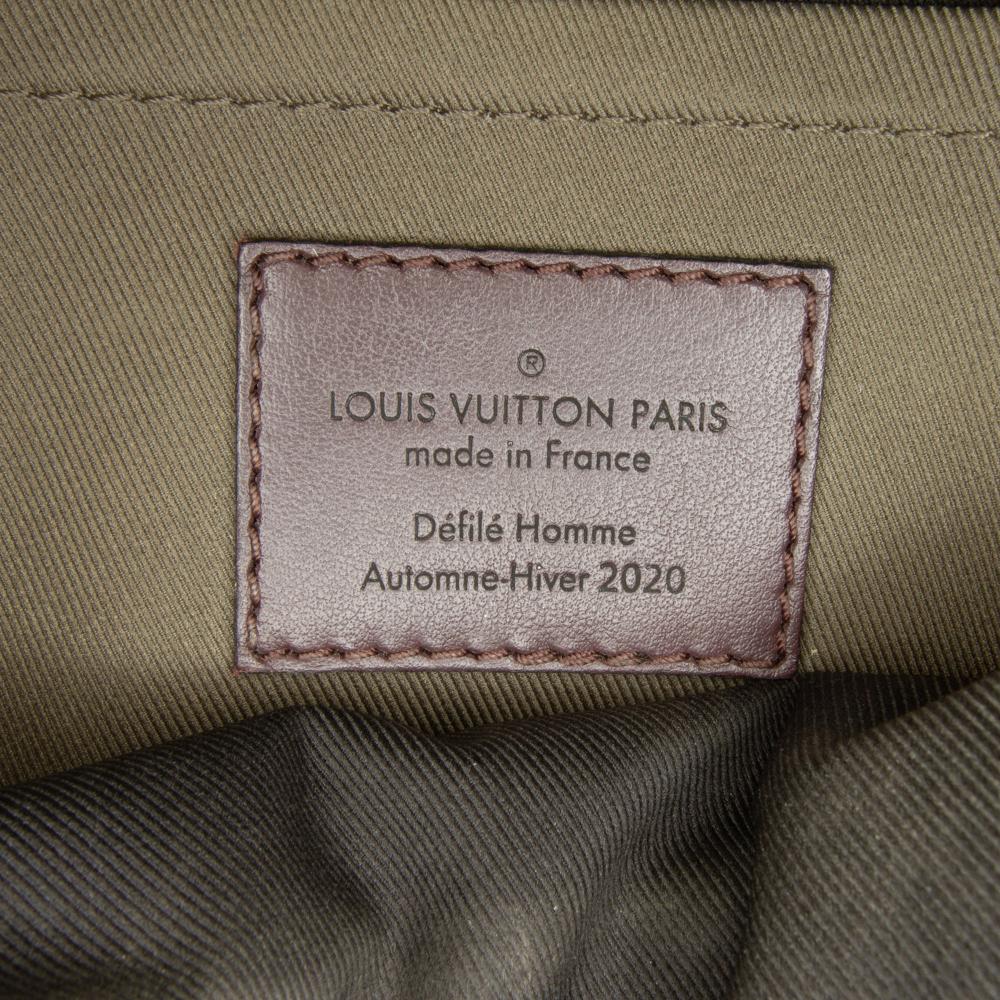 ®
LOUIS VUITTON PARIS
made in France
Défilé Homme
Automne-Hiver 2020